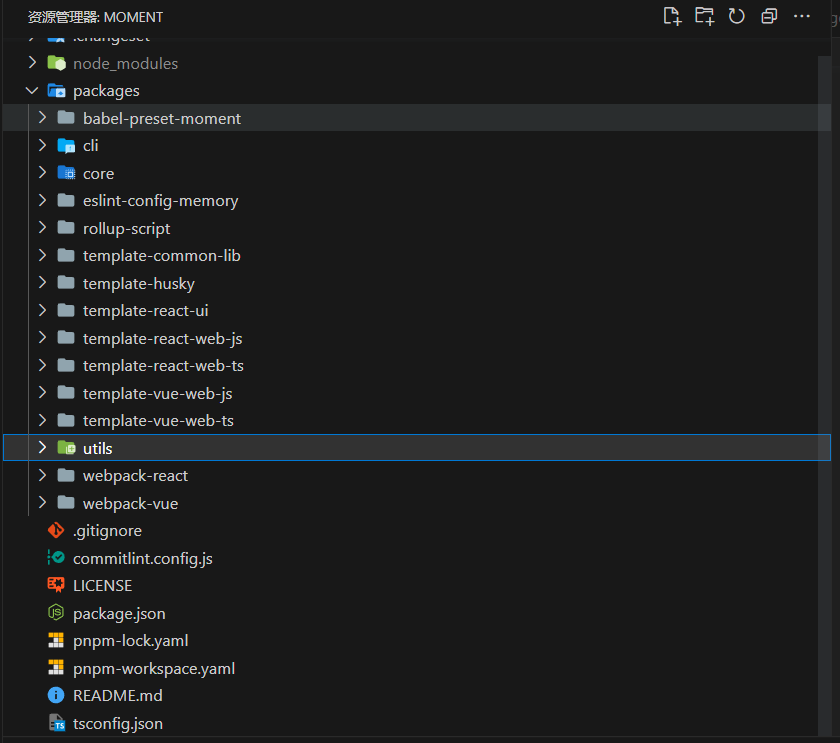 资源管理器: MOMENT
.changeset
node_modules
packages
babel-preset-moment
cli
core
eslint-config-memory
rollup-script
template-common-lib
template-husky
template-react-ui
template-react-web-js
template-react-web-ts
template-vue-web-js
template-vue-web-ts
utils
webpack-react
webpack-vue
.gitignore
commitlint.config.js
LICENSE
package.json
pnpm-lock.yaml
pnpm-workspace.yaml
README.md
tsconfig.json